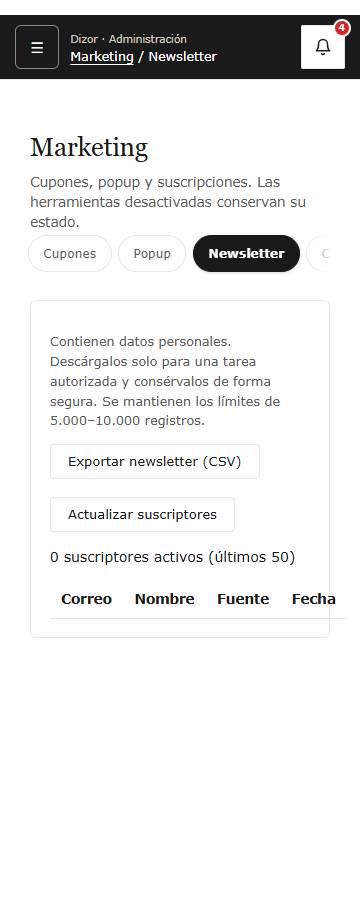 Dizor · Administración
Marketing / Newsletter
4
Marketing
Cupones, popup y suscripciones. Las
herramientas desactivadas conservan su
estado.
Cupones
Popup
Newsletter
C
Contienen datos personales.
Descárgalos solo para una tarea
autorizada y consérvalos de forma
segura. Se mantienen los límites de
5.000–10.000 registros.
Exportar newsletter (CSV)
Actualizar suscriptores
0 suscriptores activos (últimos 50)
Correo Nombre Fuente Fecha